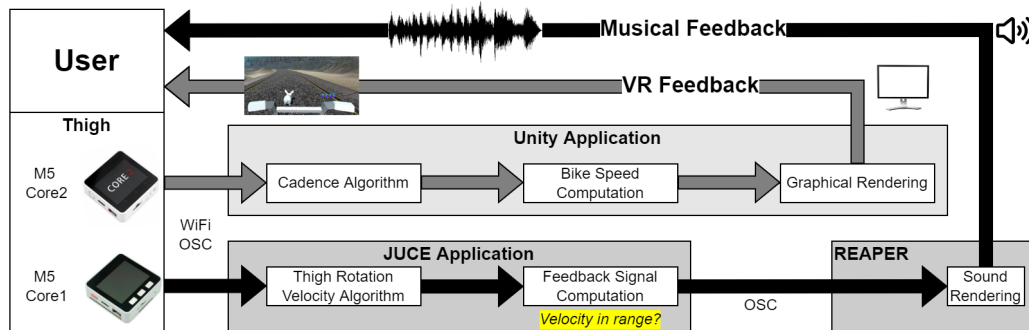 Musical Feedback
User
VR Feedback
Thigh
Unity Application
M5
Core2
CORE2
Cadence Algorithm
Bike Speed
Computation
Graphical Rendering
WiFi
OSC
JUCE Application
REAPER
M5
Core1
Thigh Rotation
Velocity Algorithm
Feedback Signal
Computation
OSC
Sound
Rendering
Velocity in range?